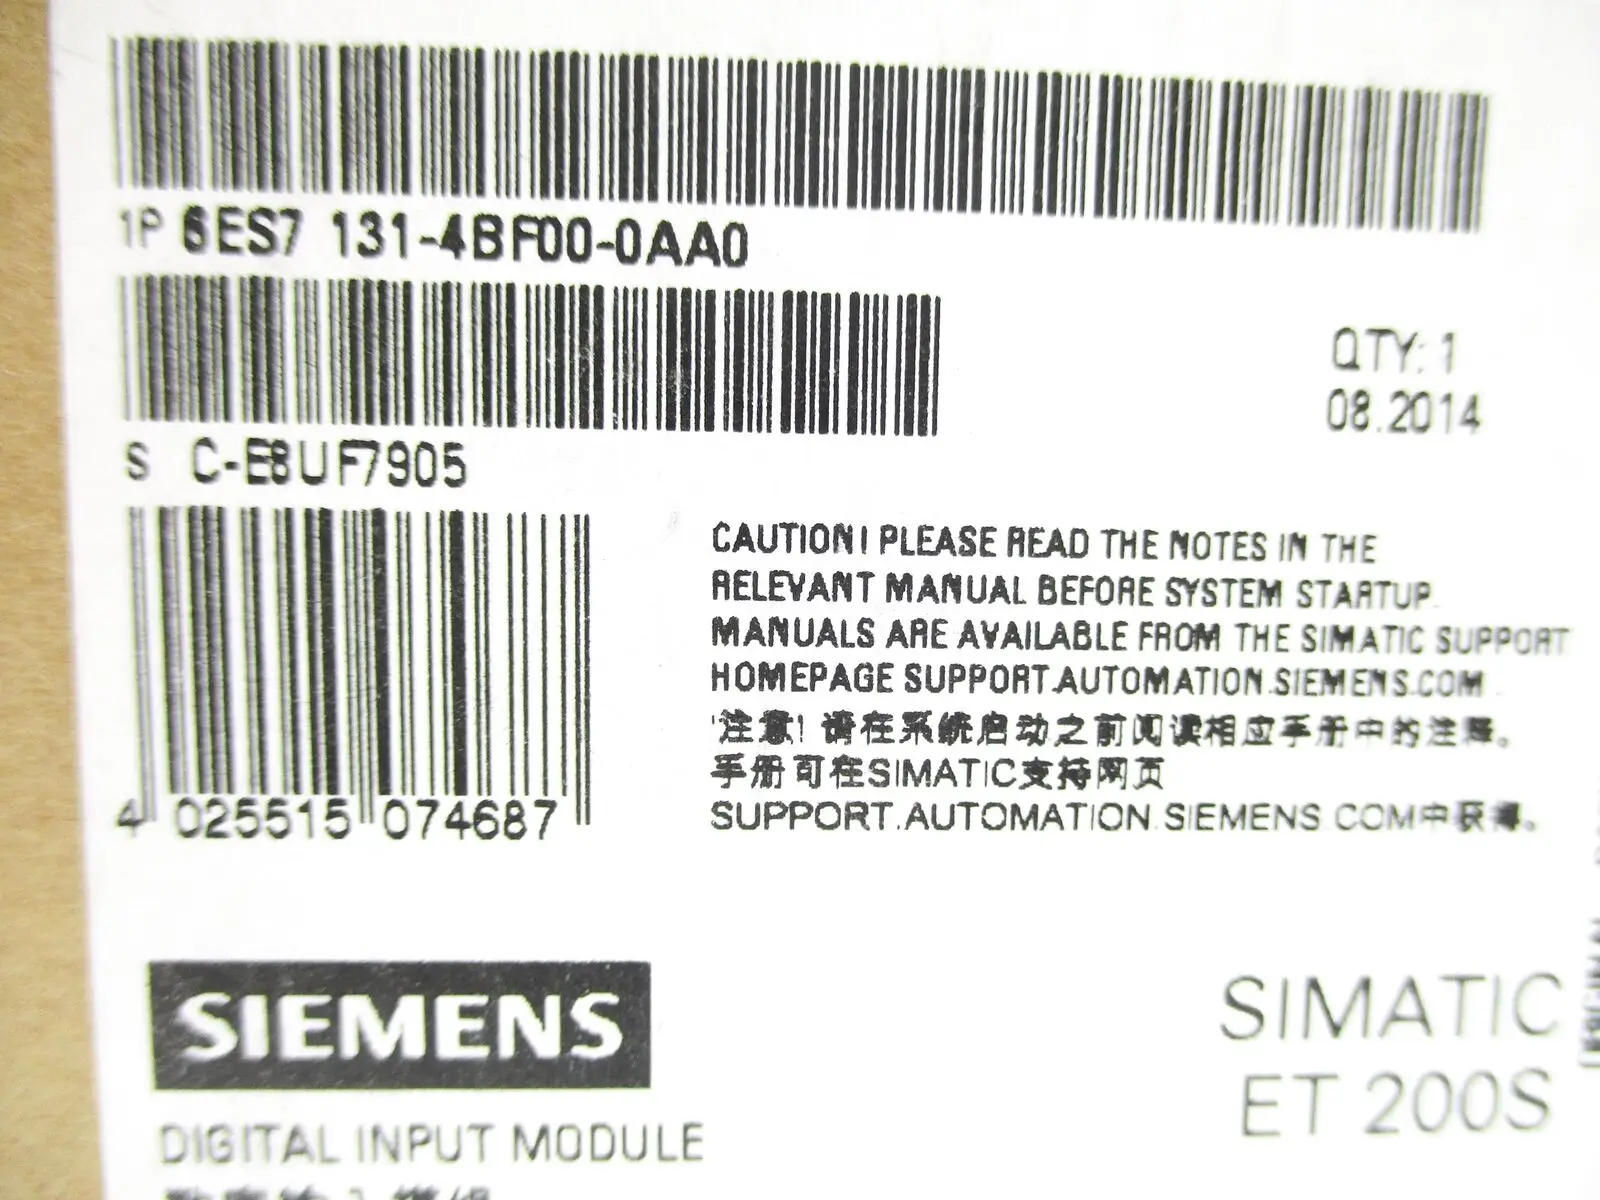 1P 6ES7 131-4BF00-0AA0
QTY: 1
08.2014
S C-E8UF7905
4 025515 074687
CAUTION! PLEASE READ THE NOTES IN THE
RELEVANT MANUAL BEFORE SYSTEM STARTUP.
MANUALS ARE AVAILABLE FROM THE SIMATIC SUPPORT
HOMEPAGE SUPPORT.AUTOMATION.SIEMENS.COM
注意! 请在系统启动之前阅读相应手册中的注释。
手册可在SIMATIC支持网页
SUPPORT.AUTOMATION.SIEMENS.COM中获得。
SIEMENS
SIMATIC
ET 200S
DIGITAL INPUT MODULE